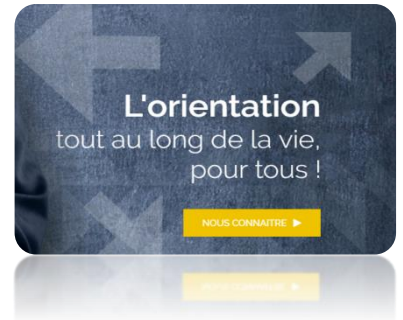 L'orientation
tout au long de la vie,
pour tous !
NOUS CONNAITRE ▶